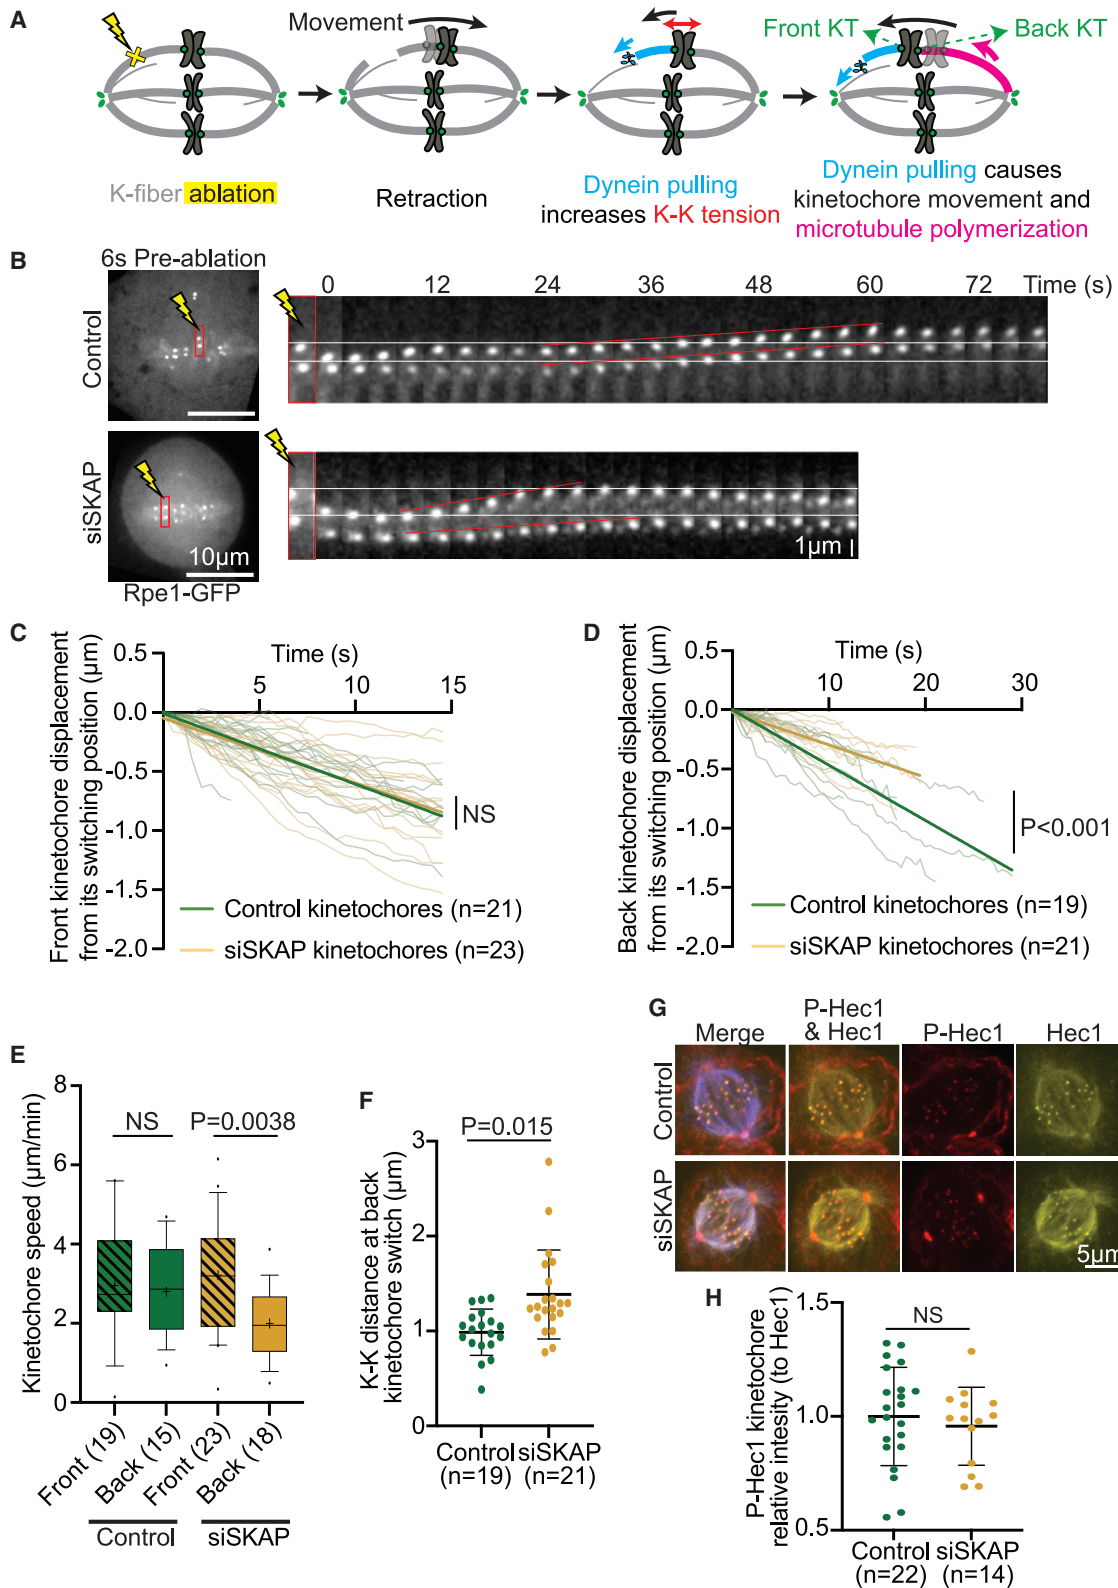 A
Movement
Front KT
Back KT
K-fiber ablation
Retraction
Dynein pulling
increases K-K tension
Dynein pulling causes
kinetochore movement and
microtubule polymerization
B
6s Pre-ablation
0 12 24 36 48 60 72 Time (s)
Control
siSKAP
10µm
1µm
Rpe1-GFP
C
Front kinetochore displacement
from its switching position (µm)
Time (s)
5 10 15
0.5
0.0
-0.5
-1.0
-1.5
-2.0
NS
Control kinetochores (n=21)
siSKAP kinetochores (n=23)
D
Back kinetochore displacement
from its switching position (µm)
Time (s)
10 20 30
0.5
0.0
-0.5
-1.0
-1.5
-2.0
P<0.001
Control kinetochores (n=19)
siSKAP kinetochores (n=21)
E
Kinetochore speed (µm/min)
8
6
4
2
0
NS
P=0.0038
Front (19)
Back (15)
Front (23)
Back (18)
Control
siSKAP
F
K-K distance at back
kinetochore switch (µm)
3
2
1
0
P=0.015
Control
(n=19)
siSKAP
(n=21)
G
Merge
P-Hec1
& Hec1
P-Hec1
Hec1
Control
siSKAP
5µm
H
P-Hec1 kinetochore
relative intesity (to Hec1)
1.5
1.0
0.5
NS
Control
(n=22)
siSKAP
(n=14)